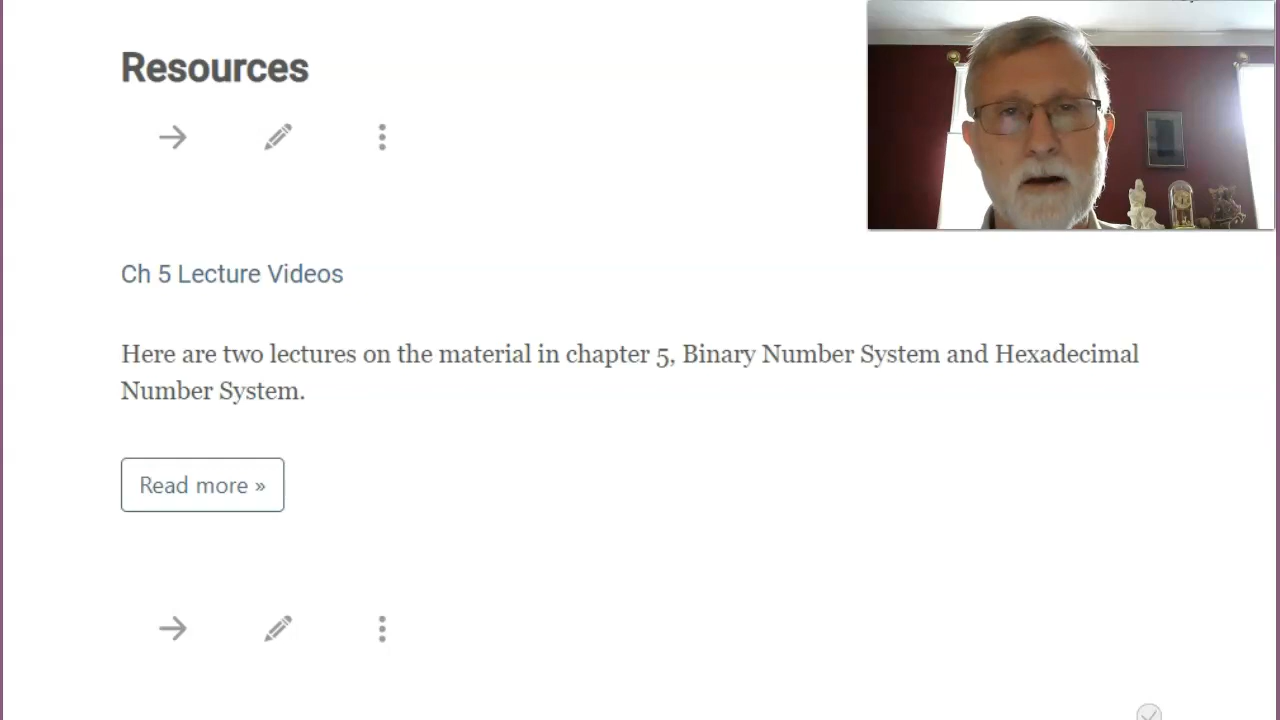 Resources
Ch 5 Lecture Videos
Here are two lectures on the material in chapter 5, Binary Number System and Hexadecimal
Number System.
Read more »